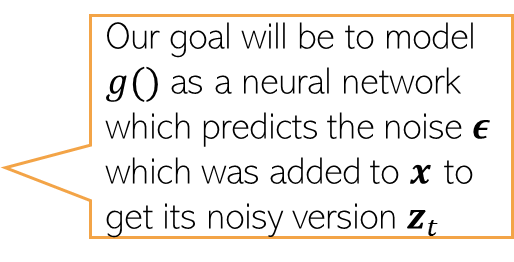 Our goal will be to model
𝒈() as a neural network
which predicts the noise 𝝐
which was added to 𝒙 to
get its noisy version 𝐳ₜ